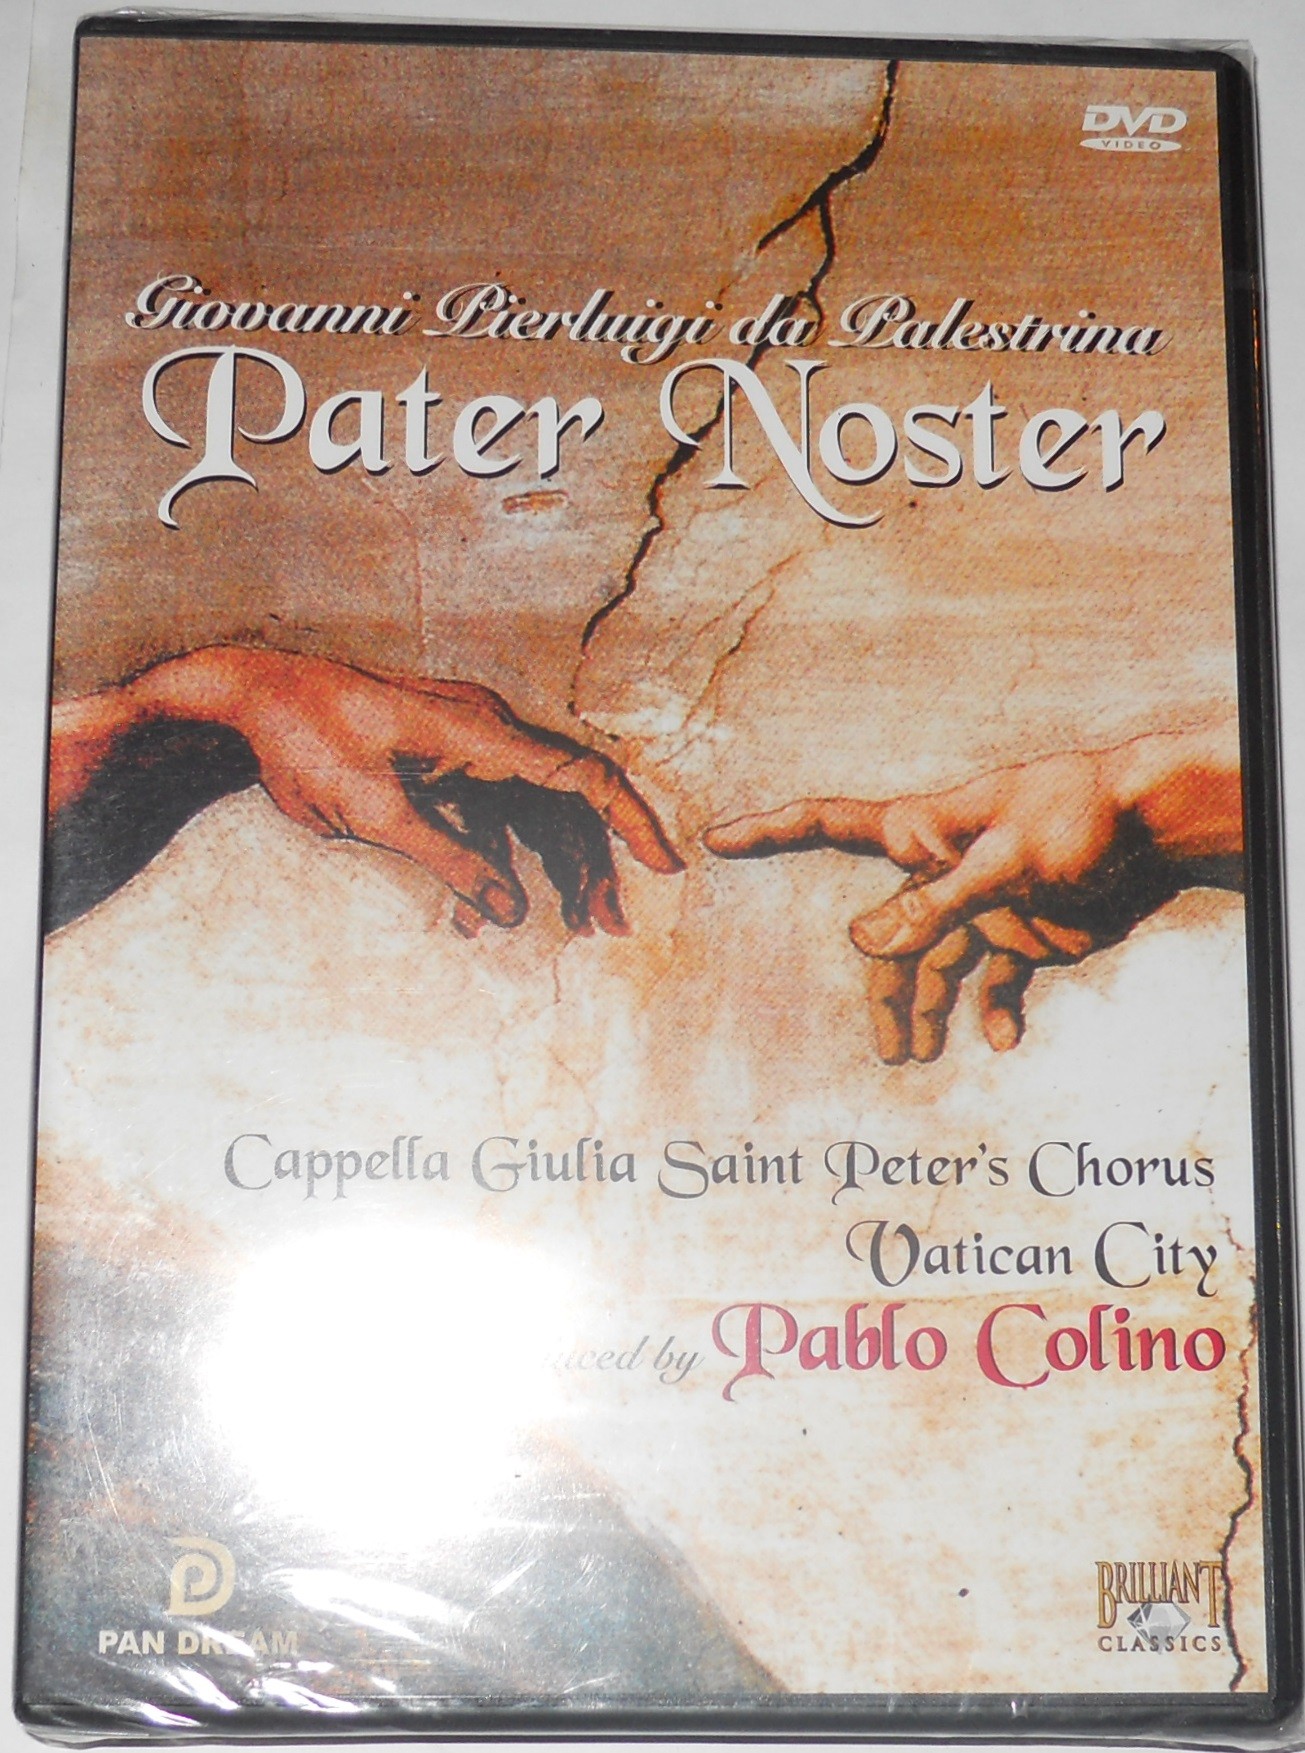 DVD
VIDEO
Giovanni Pierluigi da Palestrina
Pater Noster
Cappella Giulia Saint Peter's Chorus
Vatican City
by Pablo Colino
PAN DREAM
BRILLIANT
CLASSICS